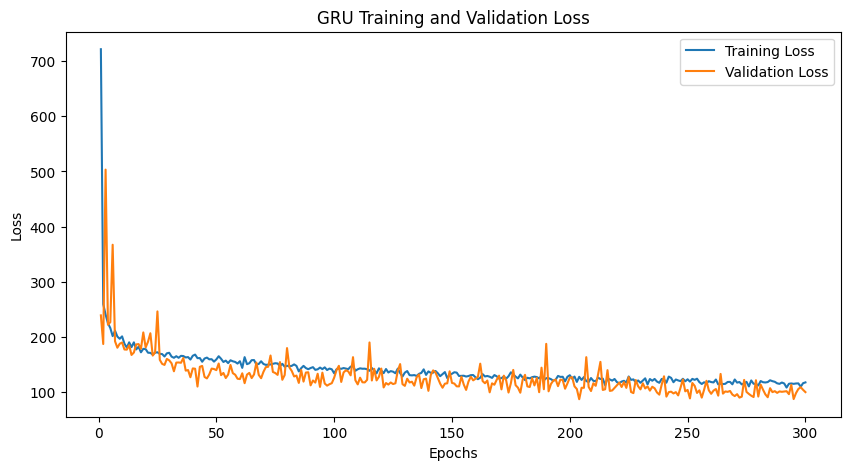 GRU Training and Validation Loss
Training Loss
Validation Loss
Loss
700
600
500
400
300
200
100
0
50
100
150
200
250
300
Epochs